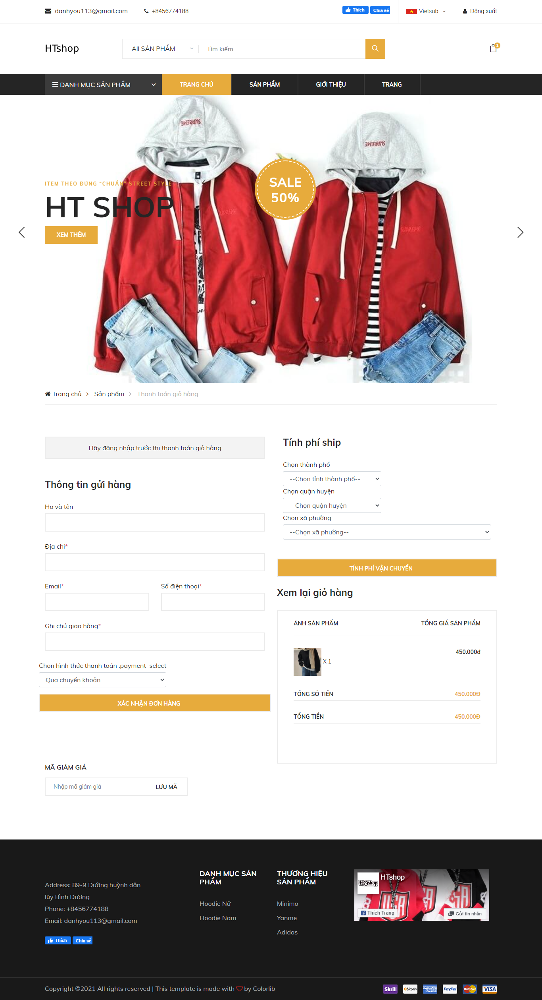 danhyou113@gmail.com
+8456774188
Thích
Chia sẻ
Vietsub
Đăng xuất
HTshop
All SẢN PHẨM
Tìm kiếm
1
DANH MỤC SẢN PHẨM
TRANG CHỦ
SẢN PHẨM
GIỚI THIỆU
TRANG
SUPREME
SUPREME
ITEM THEO ĐÚNG “CHUẨN” STREET STYLE
HT SHOP
XEM THÊM
SALE
50%
SUPREME
SUPREME
Trang chủ
Sản phẩm
Thanh toán giỏ hàng
Hãy đăng nhập trước thi thanh toán giỏ hàng
Thông tin gửi hàng
Họ và tên
Địa chỉ*
Email*
Số điện thoại*
Ghi chú giao hàng*
Chọn hình thức thanh toán .payment_select
Qua chuyển khoản
XÁC NHẬN ĐƠN HÀNG
MÃ GIẢM GIÁ
Nhập mã giảm giá
LƯU MÃ
Tính phí ship
Chọn thành phố
--Chọn tỉnh thành phố--
Chọn quận huyện
--Chọn quận huyện--
Chọn xã phường
--Chọn xã phường--
TÍNH PHÍ VẬN CHUYỂN
Xem lại giỏ hàng
ẢNH SẢN PHẨM
TỔNG GIÁ SẢN PHẨM
X 1
450.000đ
TỔNG SỐ TIỀN
450.000Đ
TỔNG TIỀN
450.000Đ
Address: 89-9 Đường huỳnh dân
lũy Bình Dương
Phone: +8456774188
Email: danhyou113@gmail.com
Thích
Chia sẻ
DANH MỤC SẢN
PHẨM
Hoodie Nữ
Hoodie Nam
THƯƠNG HIỆU
SẢN PHẨM
Minimo
Yanme
Adidas
HTshop
HTshop
Thích Trang
Gửi tin nhắn
Copyright ©2021 All rights reserved | This template is made with
by Colorlib
Skrill
bitcoin
AMERICAN EXPRESS
PayPal
MasterCard
VISA